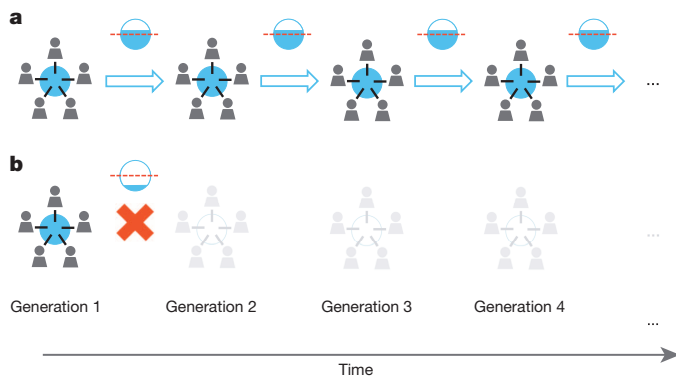 a
...
b
...
Generation 1 Generation 2 Generation 3 Generation 4
...
Time